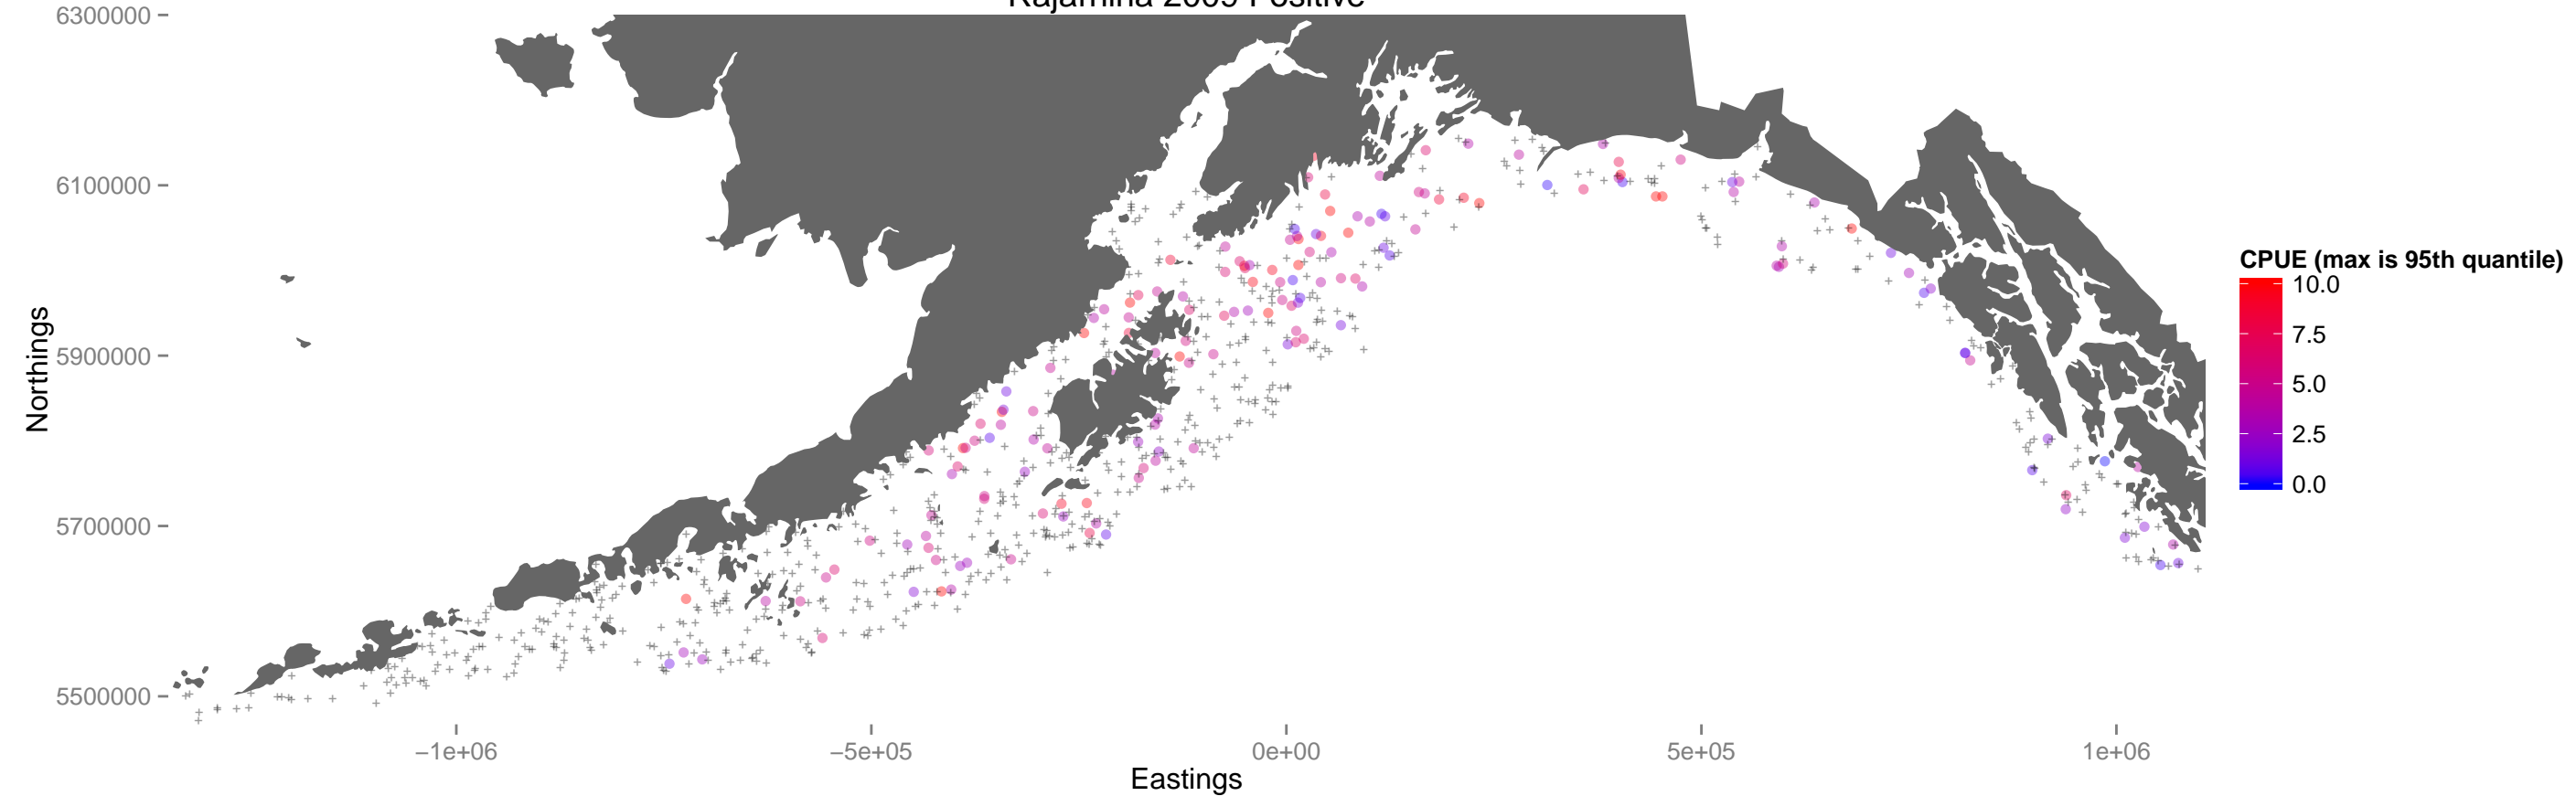 6300000
6100000
5900000
5700000
5500000
Northings
−1e+06
−5e+05
0e+00
5e+05
1e+06
Eastings
CPUE (max is 95th quantile)
10.0
7.5
5.0
2.5
0.0